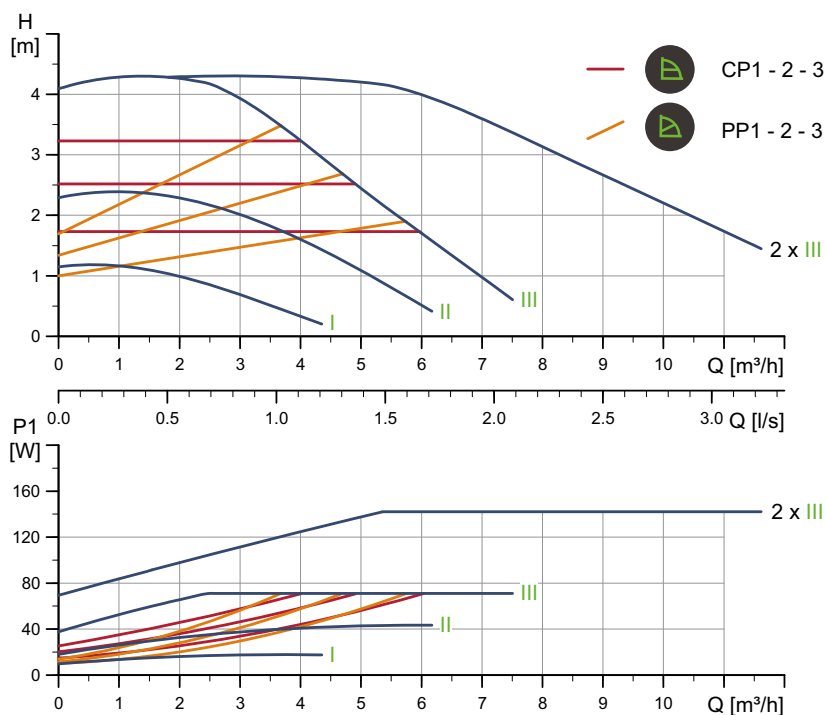 H
[m]
CP1 - 2 - 3
4
PP1 - 2 - 3
3
2
2 x III
1
III
II
I
0
0 1 2 3 4 5 6 7 8 9 10 Q [m³/h]
0.0 0.5 1.0 1.5 2.0 2.5 3.0 Q [l/s]
P1
[W]
160
2 x III
120
80
III
40
II
I
0
0 1 2 3 4 5 6 7 8 9 10 Q [m³/h]